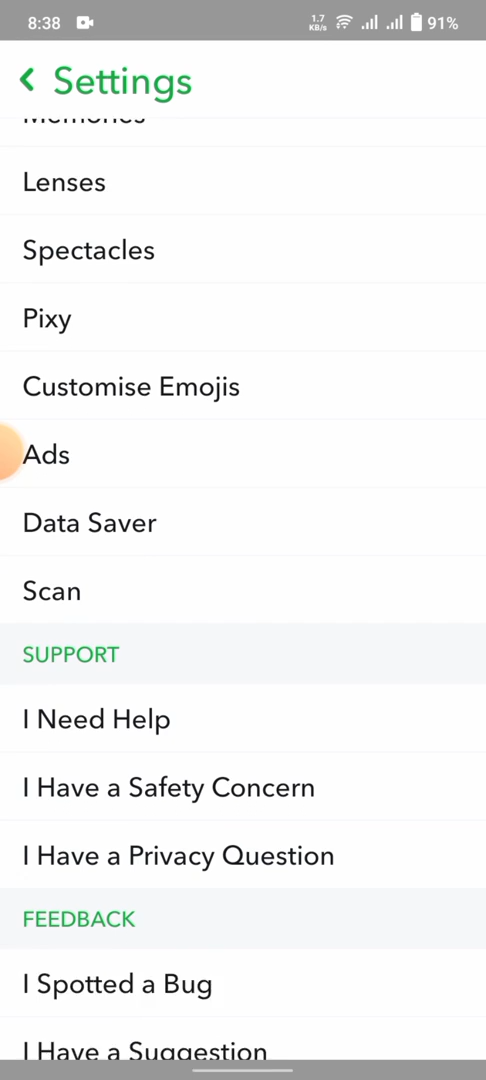 8:38
1.7
KB/s
91%
Settings
Memories
Lenses
Spectacles
Pixy
Customise Emojis
Ads
Data Saver
Scan
SUPPORT
I Need Help
I Have a Safety Concern
I Have a Privacy Question
FEEDBACK
I Spotted a Bug
I Have a Suggestion